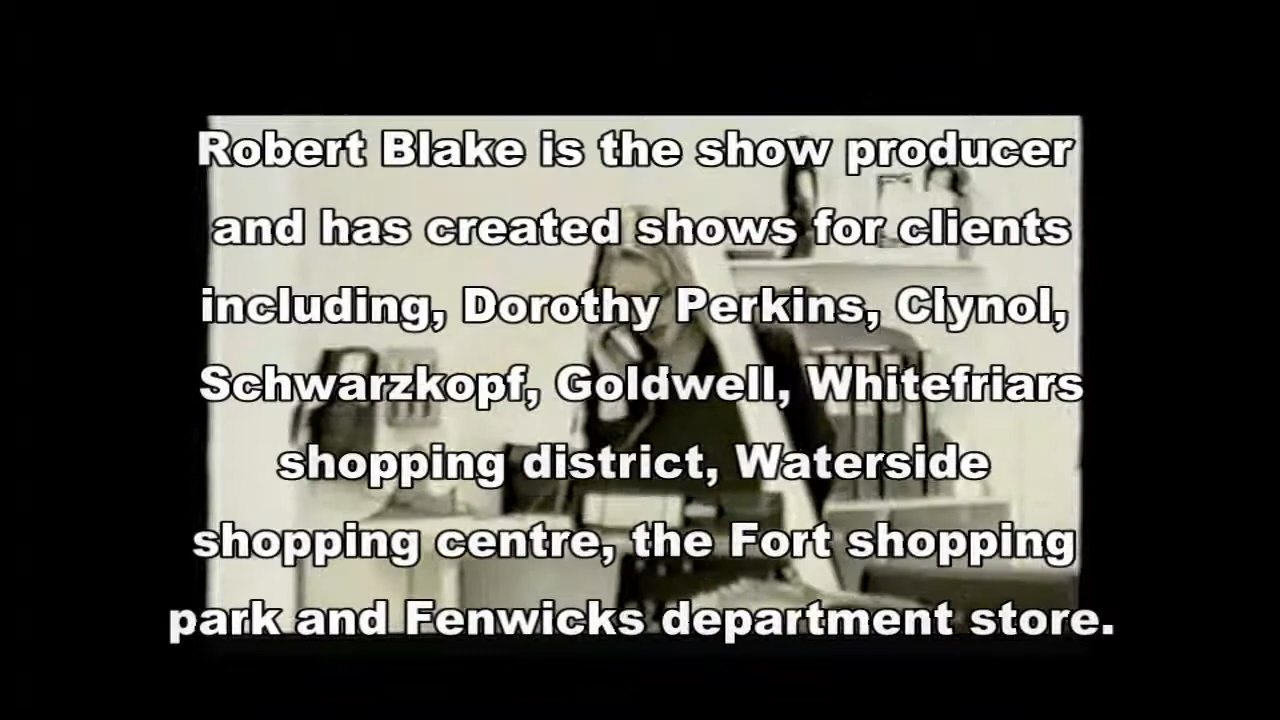 Robert Blake is the show producer
and has created shows for clients
including, Dorothy Perkins, Clynol,
Schwarzkopf, Goldwell, Whitefriars
shopping district, Waterside
shopping centre, the Fort shopping
park and Fenwicks department store.